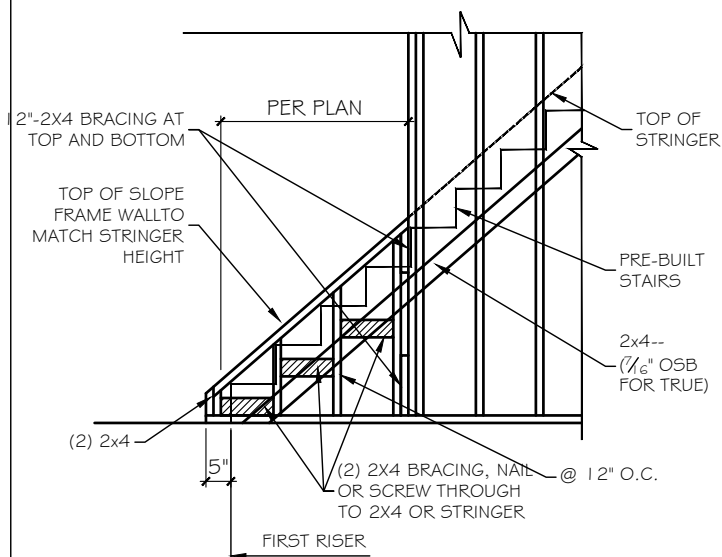 PER PLAN
12"-2X4 BRACING AT
TOP AND BOTTOM
TOP OF
STRINGER
TOP OF SLOPE
FRAME WALLTO
MATCH STRINGER
HEIGHT
PRE-BUILT
STAIRS
2x4--
(7/16" OSB
FOR TRUE)
(2) 2x4
5"
(2) 2X4 BRACING, NAIL
OR SCREW THROUGH
TO 2X4 OR STRINGER
@ 12" O.C.
FIRST RISER